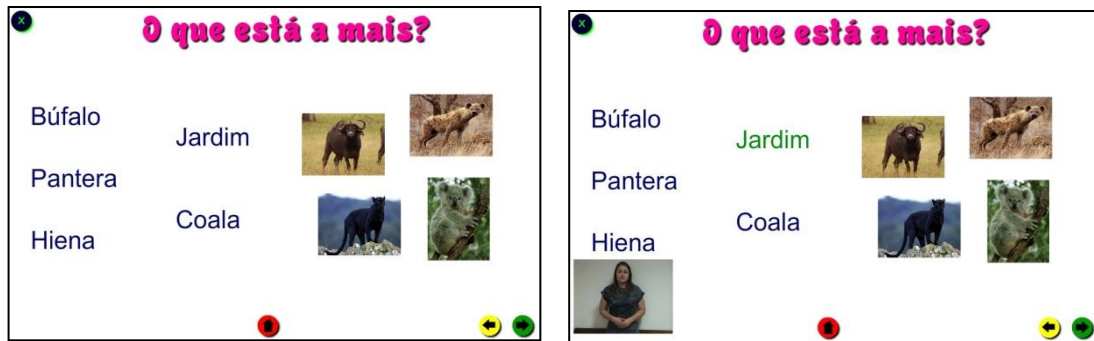 X
O que está a mais?
Búfalo
Jardim
Pantera
Coala
Hiena
X
O que está a mais?
Búfalo
Jardim
Pantera
Coala
Hiena